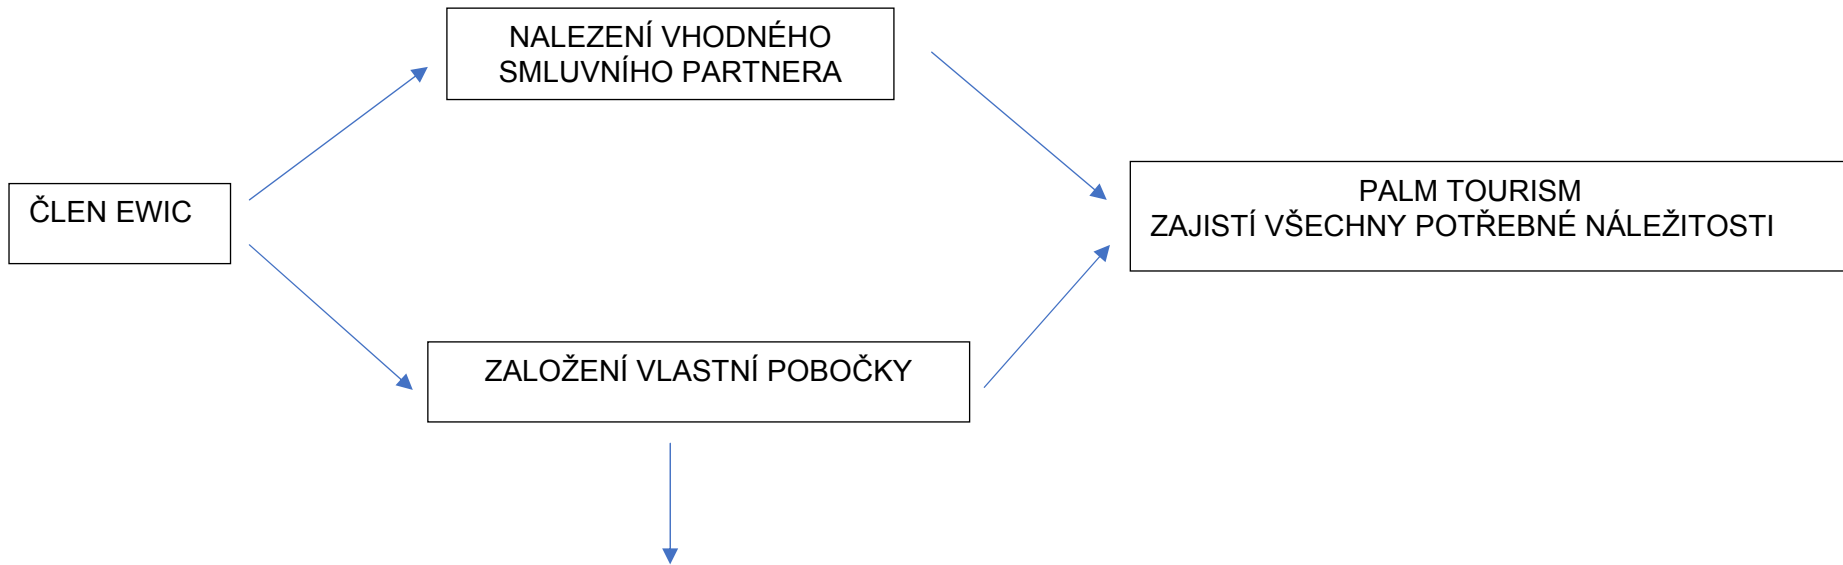 NALEZENÍ VHODNÉHO
SMLUVNÍHO PARTNERA
ČLEN EWIC
PALM TOURISM
ZAJISTÍ VŠECHNY POTŘEBNÉ NÁLEŽITOSTI
ZALOŽENÍ VLASTNÍ POBOČKY